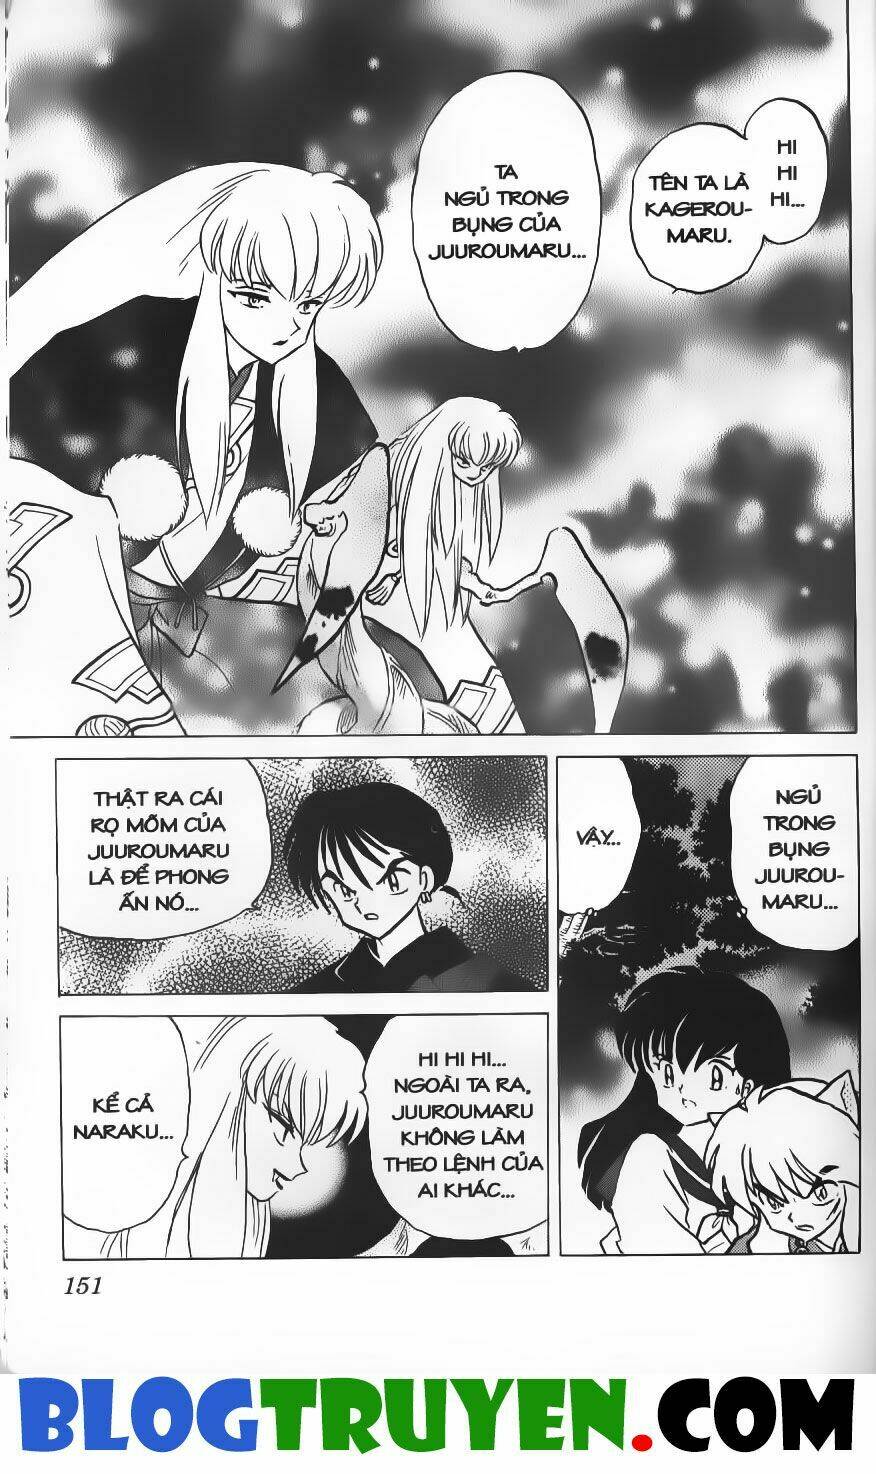 HI
HI
HI...
TÊN TA LÀ
KAGEROU-
MARU.
TA
NGỦ TRONG
BỤNG CỦA
JUUROUMARU...
NGỦ
TRONG
BỤNG
JUUROU-
MARU...
VẬY...
THẬT RA CÁI
RỌ MÕM CỦA
JUUROUMARU
LÀ ĐỂ PHONG
ẤN NÓ...
HI HI HI...
NGOÀI TA RA,
JUUROUMARU
KHÔNG LÀM
THEO LỆNH CỦA
AI KHÁC...
KỂ CẢ
NARAKU...
151
BLOGTRUYEN.COM